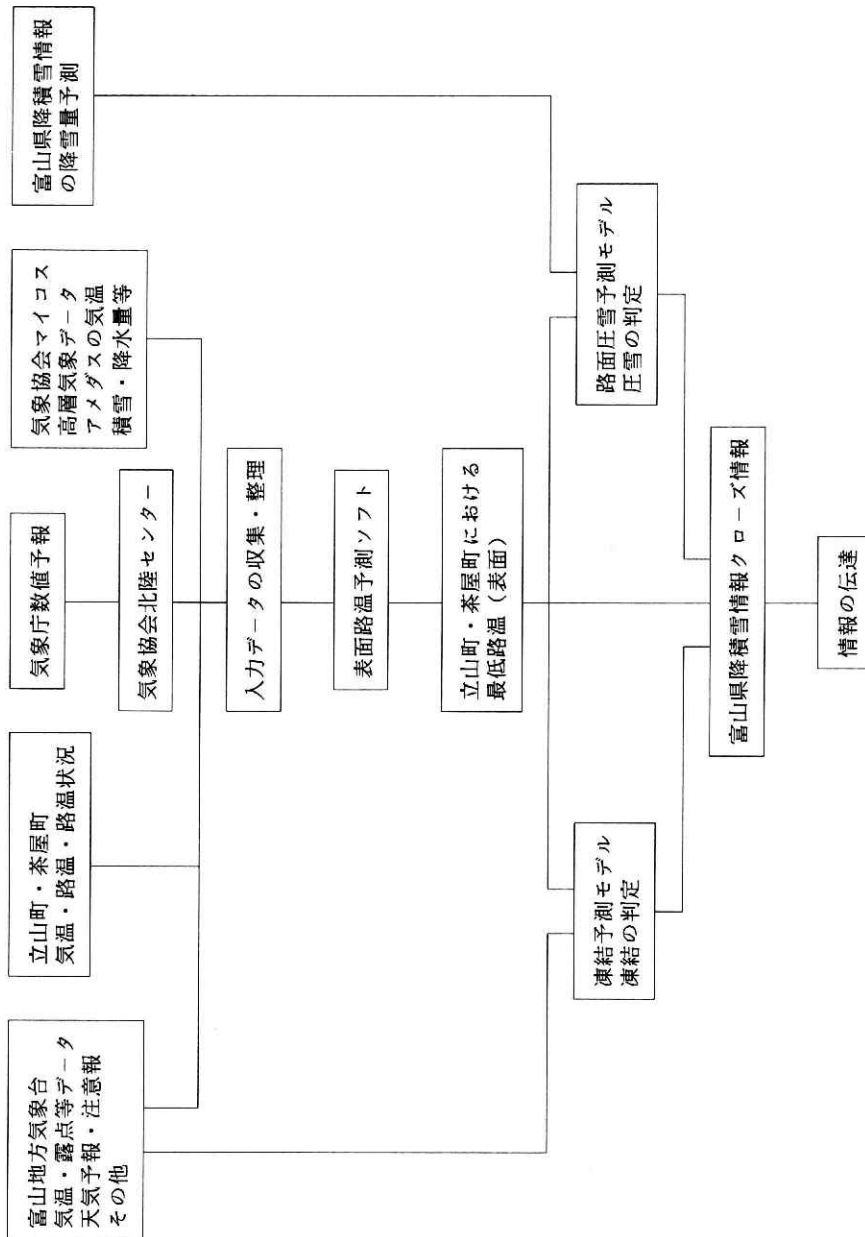 富山地方気象台
気温・露点等データ
天気予報・注意報
その他
立山町・茶屋町
気温・路温・路温状況
気象庁数値予報
気象協会マイコス
高層気象データ
アメダスの気温
積雪・降水量等
富山県降積雪情報
の降雪量予測
気象協会北陸センター
入力データの収集・整理
表面路温予測ソフト
立山町・茶屋町における
最低路温（表面）
凍結予測モデル
凍結の判定
路面圧雪予測モデル
圧雪の判定
富山県降積雪情報クローズ情報
情報の伝達